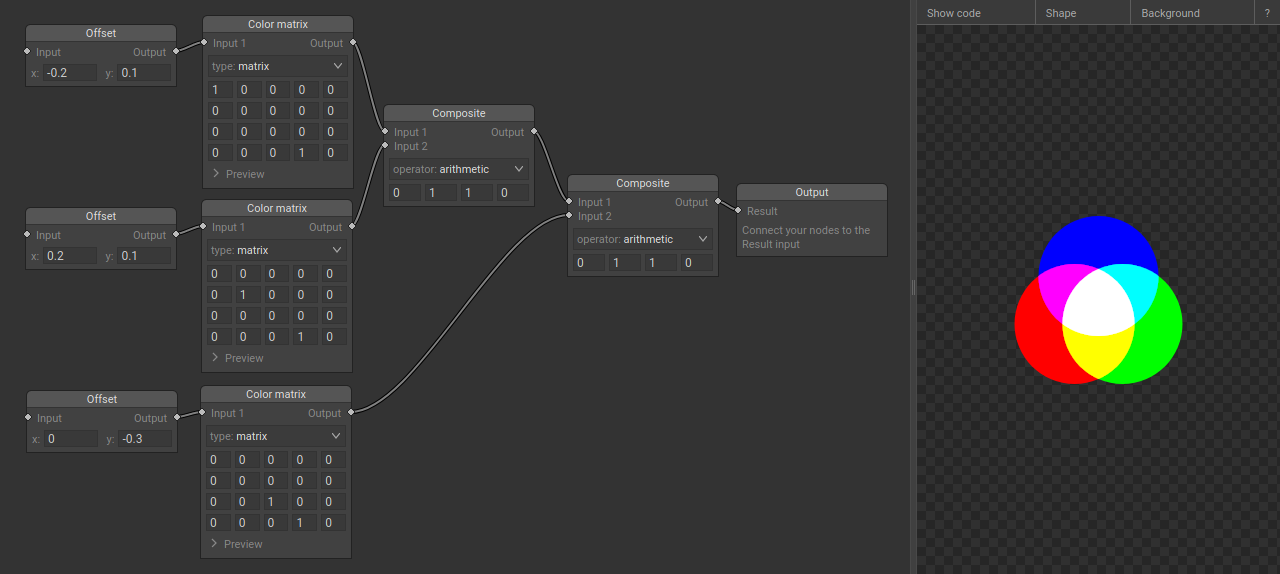 Show code Shape Background ?
Offset
Input Output
x: -0.2 y: 0.1
Color matrix
Input 1 Output
type: matrix
1 0 0 0 0
0 0 0 0 0
0 0 0 0 0
0 0 0 1 0
Preview
Offset
Input Output
x: 0.2 y: 0.1
Color matrix
Input 1 Output
type: matrix
0 0 0 0 0
0 1 0 0 0
0 0 0 0 0
0 0 0 1 0
Preview
Offset
Input Output
x: 0 y: -0.3
Color matrix
Input 1 Output
type: matrix
0 0 0 0 0
0 0 0 0 0
0 0 1 0 0
0 0 0 1 0
Preview
Composite
Input 1 Output
Input 2
operator: arithmetic
0 1 1 0
Composite
Input 1 Output
Input 2
operator: arithmetic
0 1 1 0
Output
Result
Connect your nodes to the
Result input